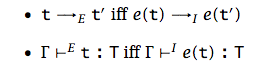 • t ⟶E t′ iff e(t) ⟶I e(t′)
• Γ ⊢E t : T iff Γ ⊢I e(t) : T